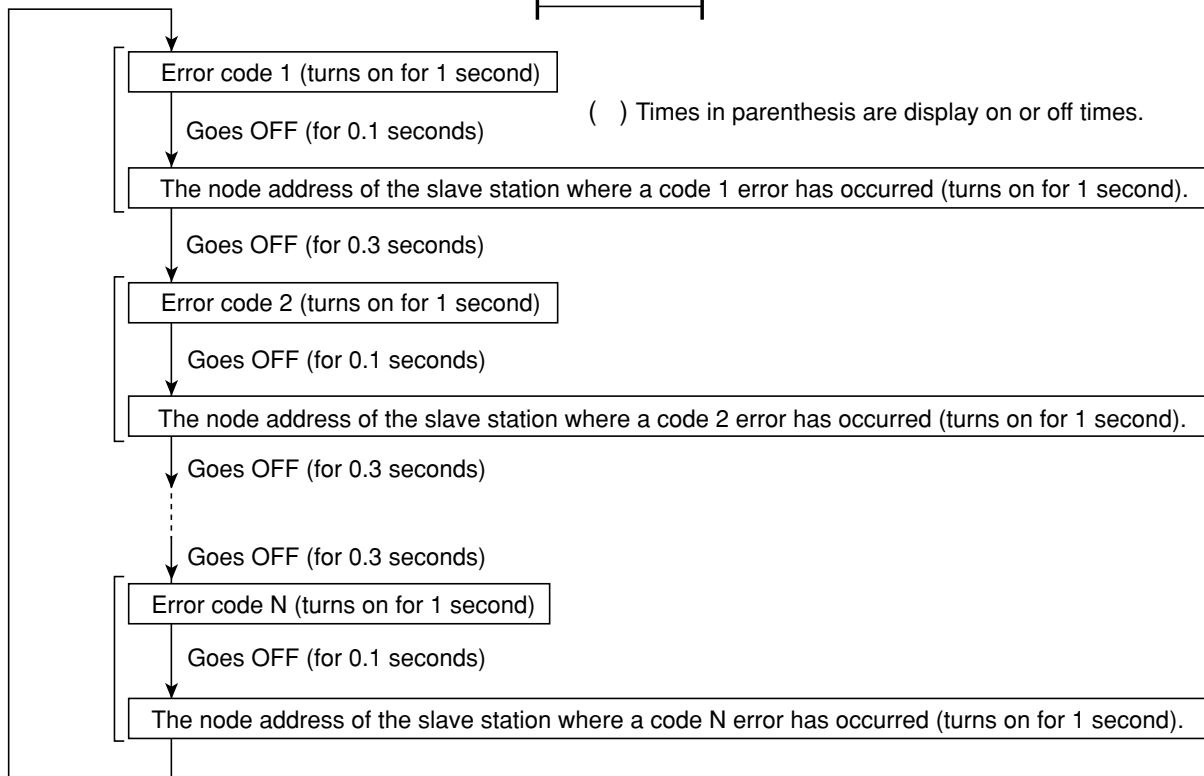 Error code 1 (turns on for 1 second)
( ) Times in parenthesis are display on or off times.
Goes OFF (for 0.1 seconds)
The node address of the slave station where a code 1 error has occurred (turns on for 1 second).
Goes OFF (for 0.3 seconds)
Error code 2 (turns on for 1 second)
Goes OFF (for 0.1 seconds)
The node address of the slave station where a code 2 error has occurred (turns on for 1 second).
Goes OFF (for 0.3 seconds)
Goes OFF (for 0.3 seconds)
Error code N (turns on for 1 second)
Goes OFF (for 0.1 seconds)
The node address of the slave station where a code N error has occurred (turns on for 1 second).